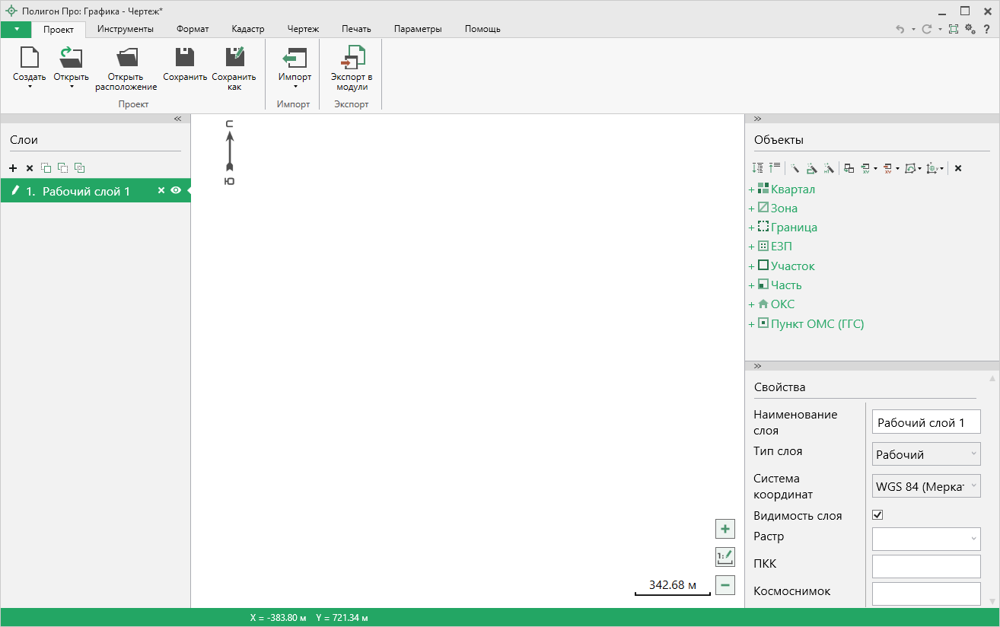 Полигон Про: Графика - Чертеж*
Проект Инструменты Формат Кадастр Чертеж Печать Параметры Помощь
?
Создать Открыть Открыть расположение Сохранить Сохранить как Импорт Экспорт в модули
Проект Импорт Экспорт
Слои
1. Рабочий слой 1
С
Ю
342.68 м
1:
Объекты
Квартал
Зона
Граница
ЕЗП
Участок
Часть
ОКС
Пункт ОМС (ГГС)
Свойства
Наименование слоя Рабочий слой 1
Тип слоя Рабочий
Система координат WGS 84 (Меркат
Видимость слоя
Растр
ПКК
Космоснимок
X = -383.80 м Y = 721.34 м